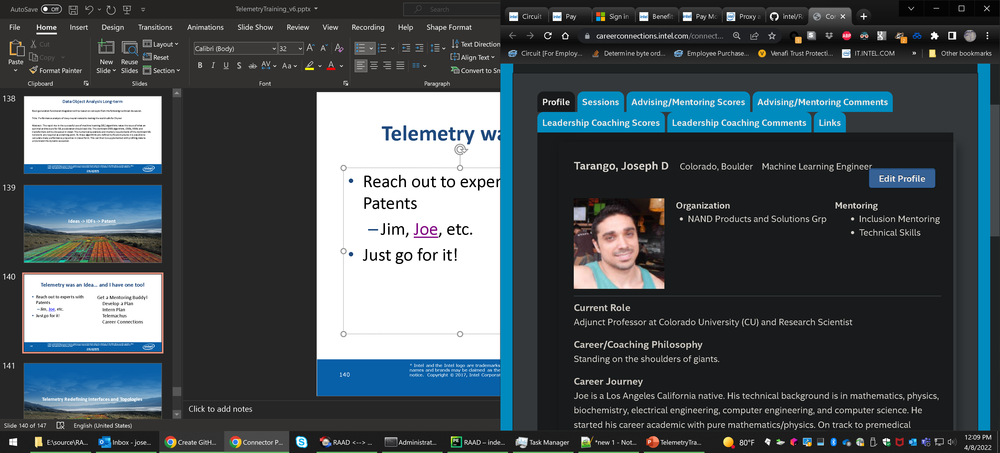 AutoSave Off
TelemetryTraining_v6.pptx
Search
File Home Insert Design Transitions Animations Slide Show Review View Recording Help Shape Format
Paste
Cut
Copy
Format Painter
Clipboard
New Slide
Reuse Slides
Layout
Reset
Section
Slides
Calibri (Body) 32
Font
Text Direction
Align Text
Convert to Sm
Paragraph
138
Data Object Analysis Long-term
Next generation functional integration will be based on concepts from the following technical discussion.
Title: Performance analysis of deep neural networks making the world safe for Skynet
Abstract: The rapid rise in the successful use of machine learning (ML) algorithms raises the issue of what an
optimal architecture for ML acceleration should look like. The dominant DNN algorithms, CNNs, RNNs and
transformers will be discussed in detail. The numerical operations and memory requirements of the dominant ML
networks are required as a starting point. As these algorithms are defined by fixed structures it is possible to
calculate many performance properties in closed form. This can then be supplemented with profiling data to
understand the dynamic execution.
intel
139
Ideas -> IDFs -> Patent
140
Telemetry was an Idea... and I have one too!
• Reach out to experts with
Patents
–Jim, Joe, etc.
• Just go for it!
Get a Mentoring Buddy!
Develop a Plan
Intern Plan
Telemachus
Career Connections
intel
141
Telemetry Redefining Interfaces and Topologies
Telemetry wa
• Reach out to exper
Patents
– Jim, Joe, etc.
• Just go for it!
140
* Intel and the Intel logo are trademarks
names and brands may be claimed as the
notice. Copyright © 2017, Intel Corporat
Click to add notes
Slide 140 of 147
English (United States)
Circuit
Pay
Sign in
Benefit
Pay Mo
Proxy a
intel/R
Cor
careerconnections.intel.com/connect...
Circuit [For Employ...
Determine byte ord...
Employee Purchase...
Venafi Trust Protecti...
IT.INTEL.COM
»
Other bookmarks
Profile
Sessions
Advising/Mentoring Scores
Advising/Mentoring Comments
Leadership Coaching Scores
Leadership Coaching Comments
Links
Tarango, Joseph D Colorado, Boulder Machine Learning Engineer
Edit Profile
Organization
• NAND Products and Solutions Grp
Mentoring
• Inclusion Mentoring
• Technical Skills
Current Role
Adjunct Professor at Colorado University (CU) and Research Scientist
Career/Coaching Philosophy
Standing on the shoulders of giants.
Career Journey
Joe is a Los Angeles California native. His technical background is in mathematics, physics,
biochemistry, electrical engineering, computer engineering, and computer science. He
started his career academic with pure mathematics/physics. On track to premedical
E:\source\RA...
Inbox - jose...
Create GitH...
Connector P...
RAAD <--> ...
Administrat...
RAAD – inde...
Task Manager
*new 1 - Not...
TelemetryTra...
80°F
12:09 PM
4/8/2022